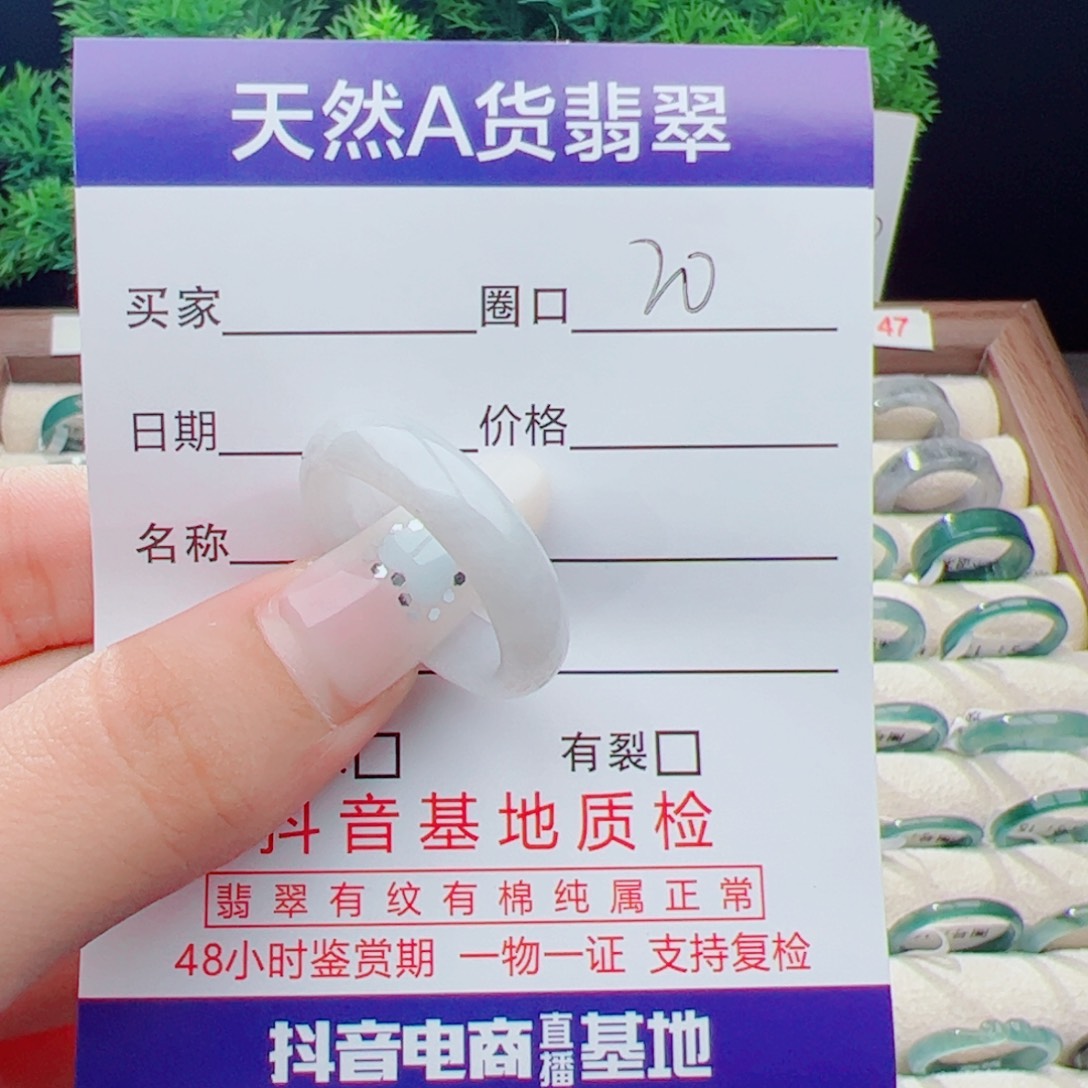 天然A货翡翠
买家 圈口 20
日期 价格
名称
有裂
抖音基地质检
翡翠有纹有棉纯属正常
48小时鉴赏期 一物一证 支持复检
抖音电商直播基地
47